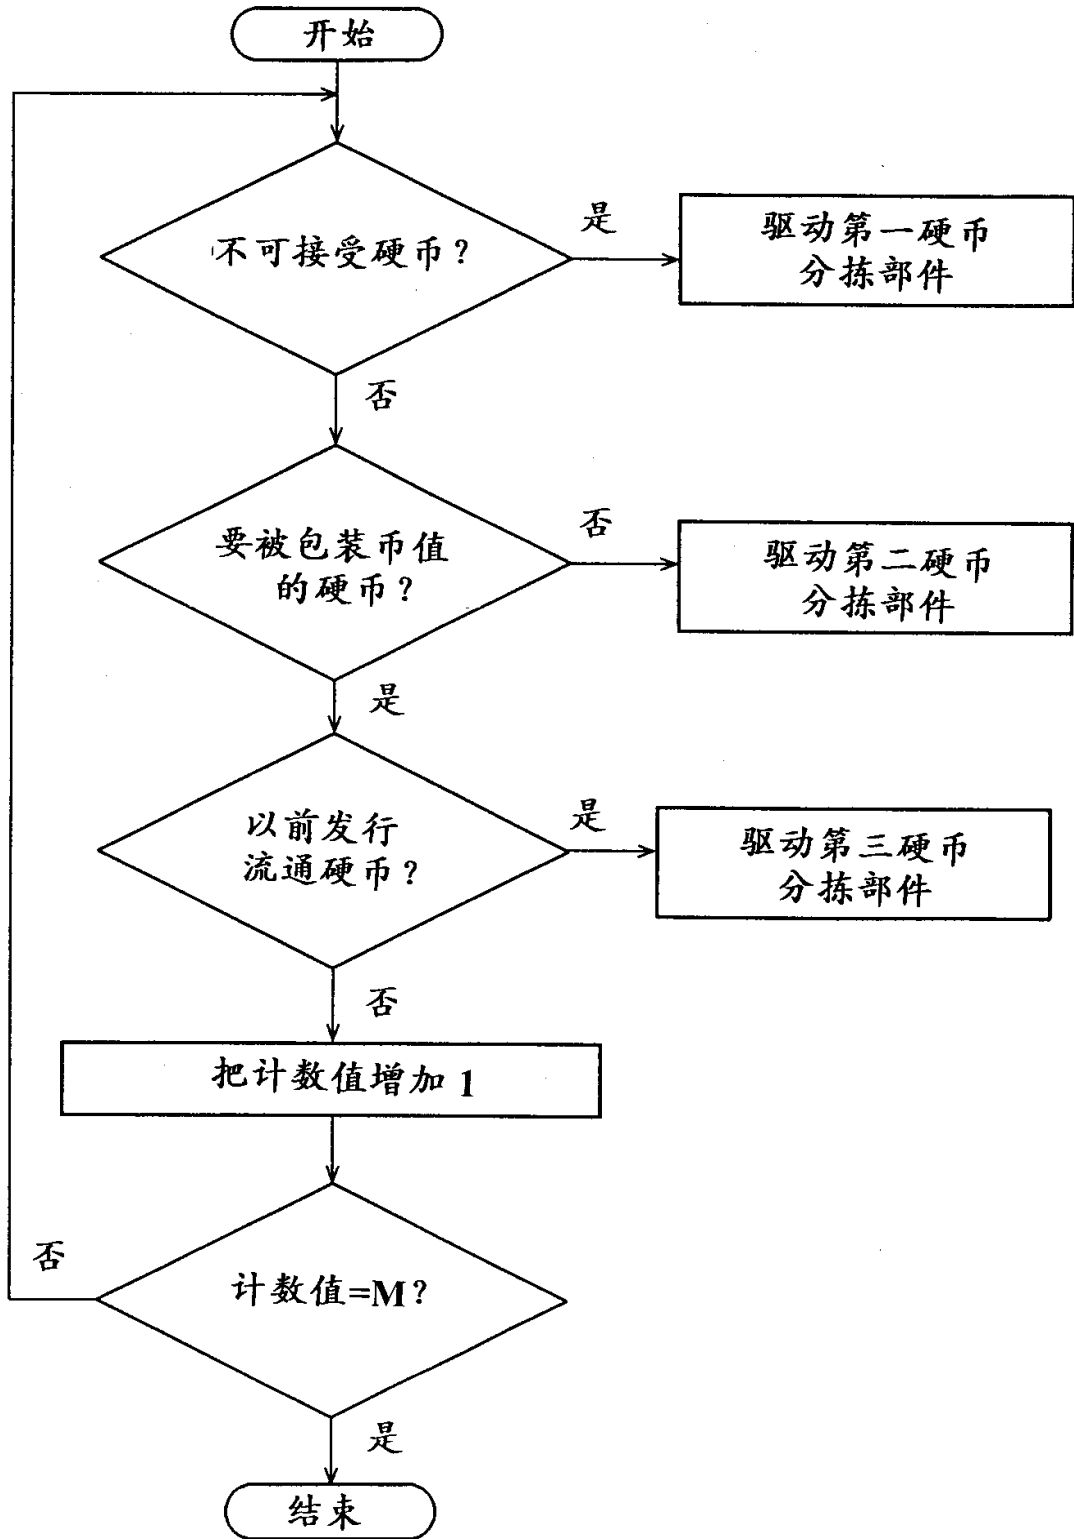 开始
不可接受硬币？
是
驱动第一硬币
分拣部件
否
要被包装币值
的硬币？
否
驱动第二硬币
分拣部件
是
以前发行
流通硬币？
是
驱动第三硬币
分拣部件
否
把计数值增加 1
否
计数值=M？
是
结束